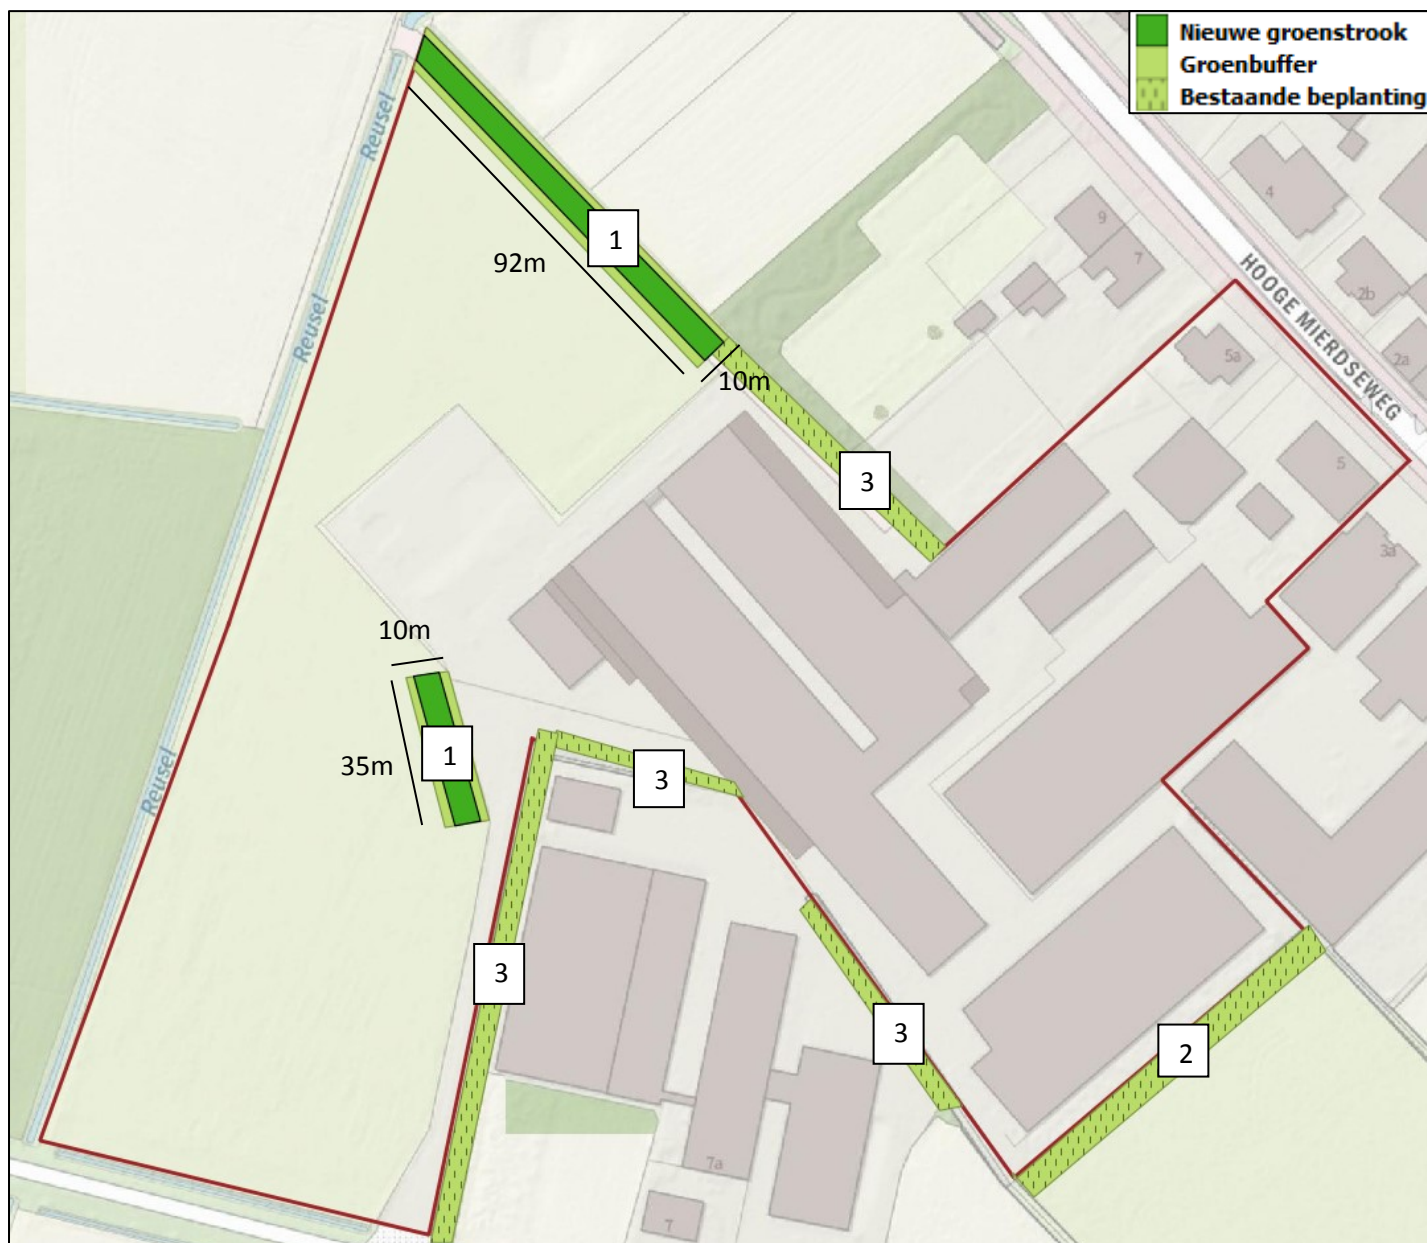 Nieuwe groenstrook
Groenbuffer
Bestaande beplanting
Reusel
4
9
7
1
92m
HOOGE MIERDSEWEG
2b
Reusel
5a
2a
10m
5
3
3a
10m
1
35m
3
Reusel
3
3
2
7a
7